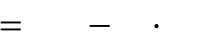 = − ·